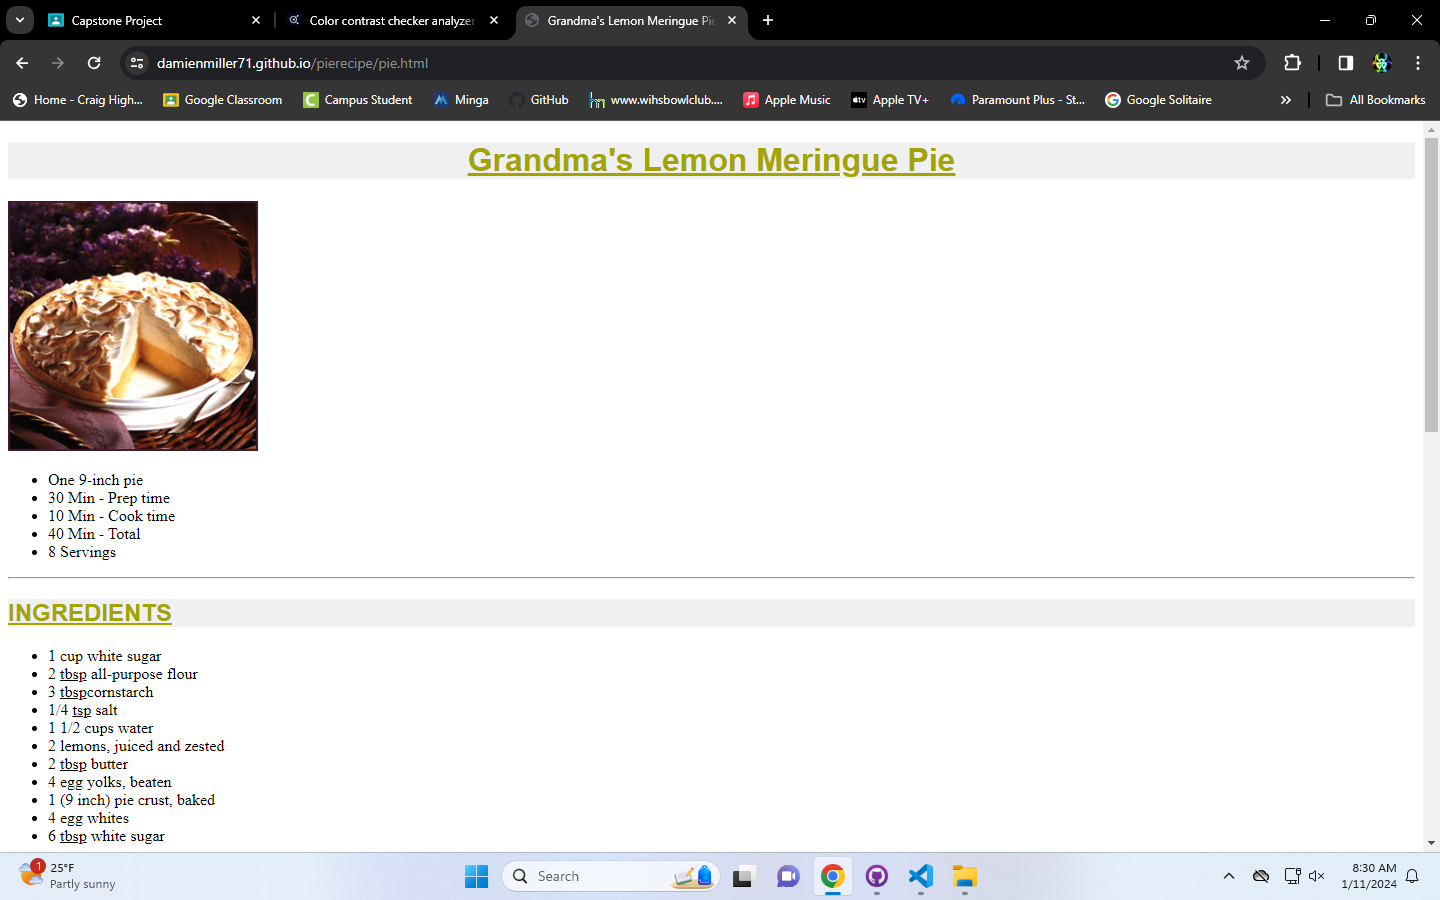 Capstone Project
Color contrast checker analyzer
Grandma's Lemon Meringue Pie
damienmiller71.github.io/pierecipe/pie.html
Home - Craig High...
Google Classroom
Campus Student
Minga
GitHub
www.wihsbowlclub....
Apple Music
Apple TV+
Paramount Plus - St...
Google Solitaire
All Bookmarks
Grandma's Lemon Meringue Pie
One 9-inch pie
30 Min - Prep time
10 Min - Cook time
40 Min - Total
8 Servings
INGREDIENTS
1 cup white sugar
2 tbsp all-purpose flour
3 tbspcornstarch
1/4 tsp salt
1 1/2 cups water
2 lemons, juiced and zested
2 tbsp butter
4 egg yolks, beaten
1 (9 inch) pie crust, baked
4 egg whites
6 tbsp white sugar
1
25°F
Partly sunny
Search
8:30 AM
1/11/2024